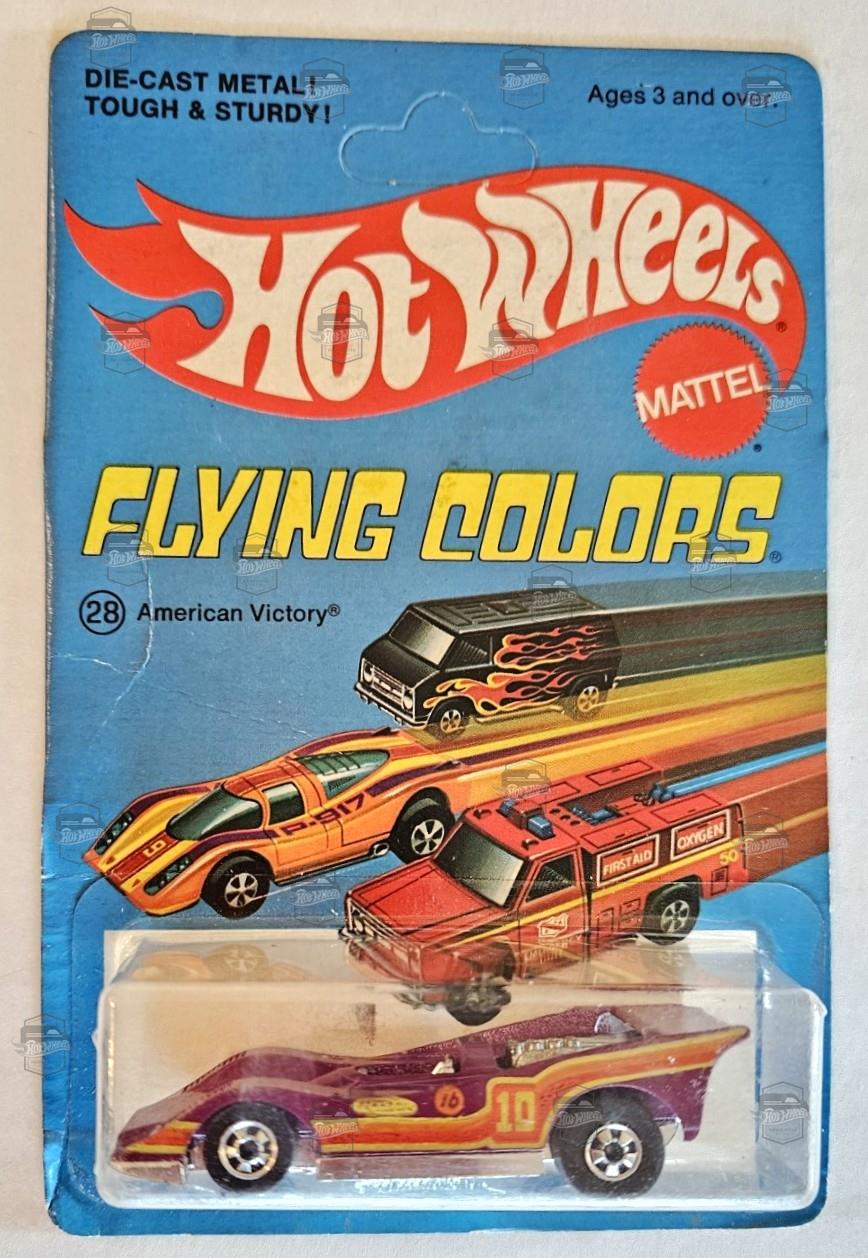 DIE-CAST METAL!
TOUGH & STURDY!
Ages 3 and over.
HOT WHEELS®
MATTEL®
FLYING COLORS®
28 American Victory®
P-917
FIRST AID
OXYGEN
50
16
10